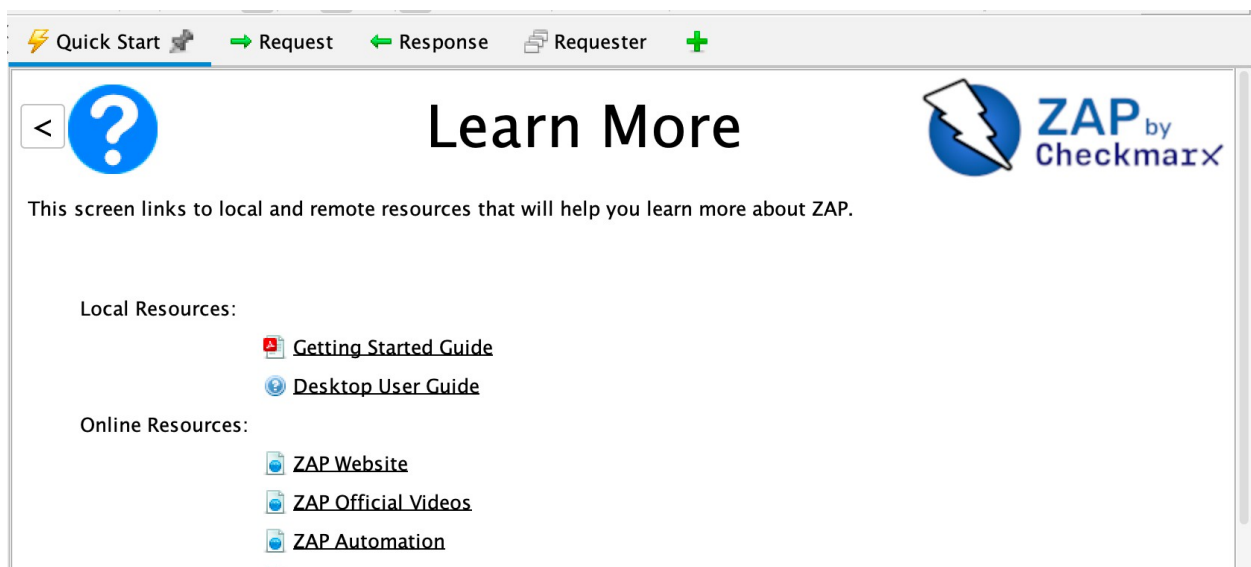 Quick Start Request Response Requester
< Learn More ZAP by
Checkmarx
This screen links to local and remote resources that will help you learn more about ZAP.
Local Resources:
Getting Started Guide
Desktop User Guide
Online Resources:
ZAP Website
ZAP Official Videos
ZAP Automation